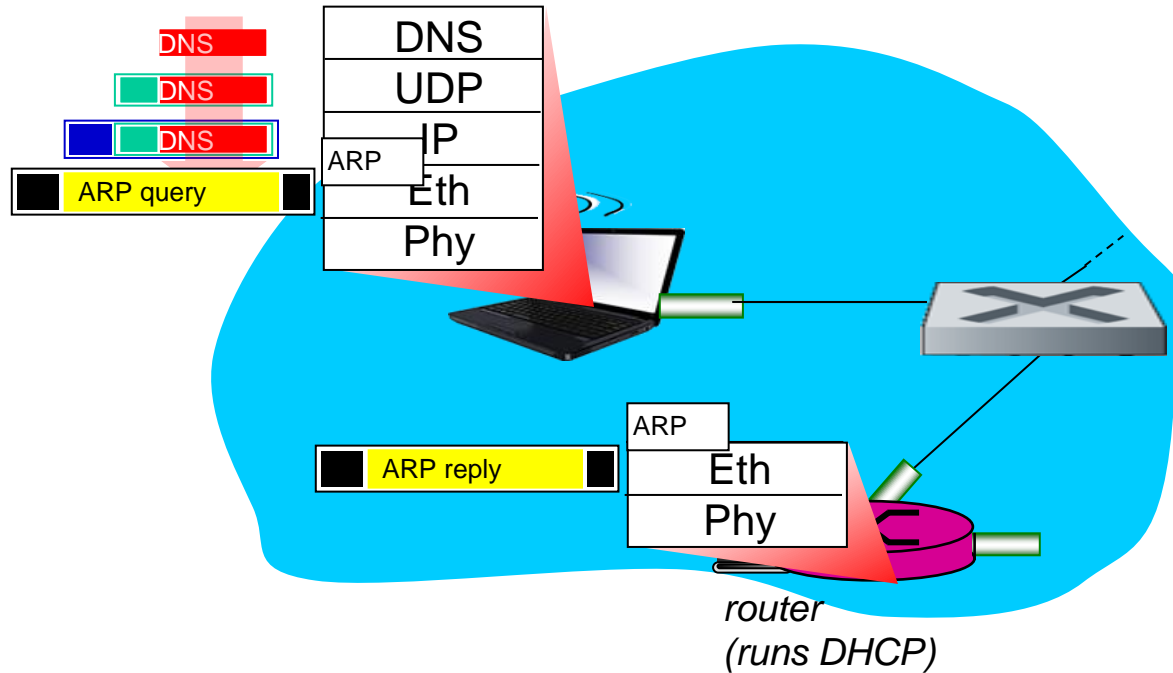 DNS
DNS
DNS
ARP query
DNS
UDP
IP
ARP
Eth
Phy
ARP reply
ARP
Eth
Phy
router
(runs DHCP)